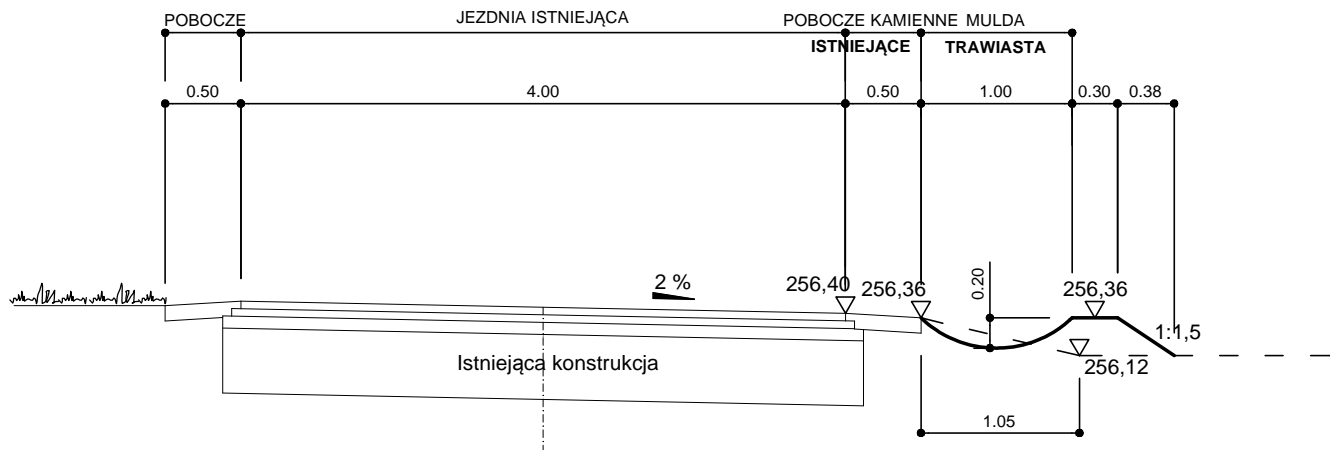 POBOCZE
JEZDNIA ISTNIEJĄCA
POBOCZE KAMIENNE MULDA
ISTNIEJĄCE TRAWIASTA
0.50 4.00 0.50 1.00 0.30 0.38
2 %
256,40
256,36
0.20
256,36
1:1,5
Istniejąca konstrukcja
256,12
1.05